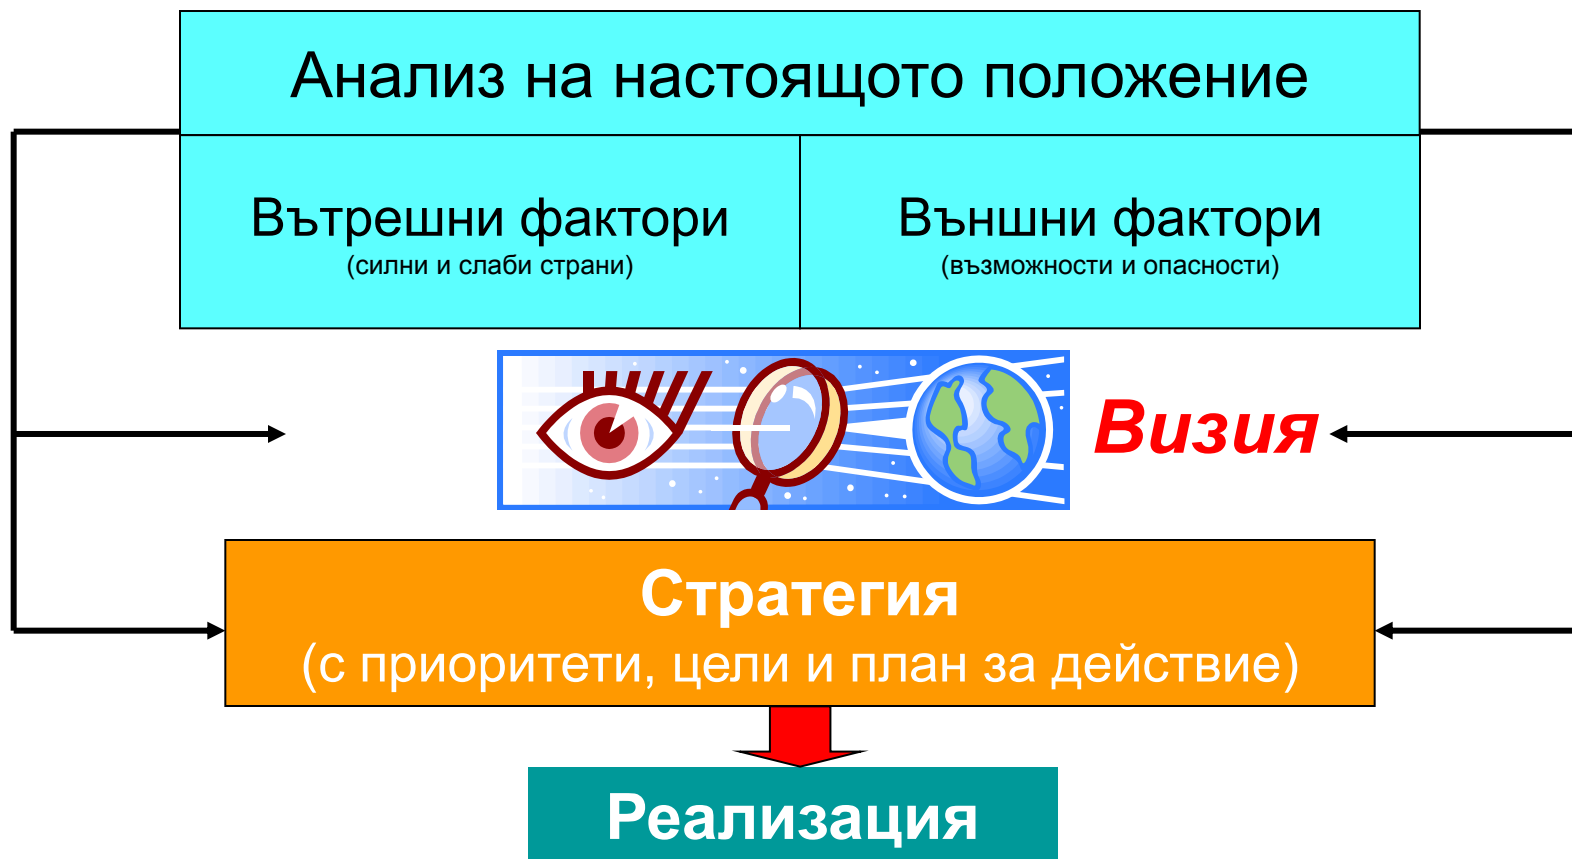 Анализ на настоящото положение
Вътрешни фактори
(силни и слаби страни)
Външни фактори
(възможности и опасности)
Визия
Стратегия
(с приоритети, цели и план за действие)
Реализация